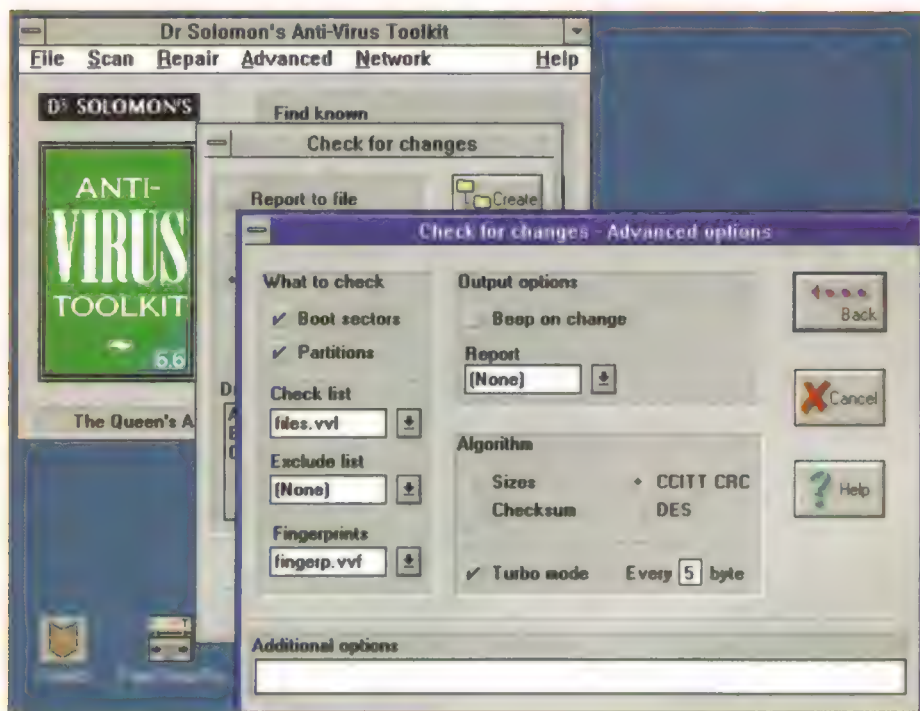 Dr Solomon's Anti-Virus Toolkit
File Scan Repair Advanced Network Help
DR SOLOMON'S
ANTI-
VIRUS
TOOLKIT
6.6
The Queen's A
Find known
Check for changes
Report to file
Create
Check for changes - Advanced options
What to check
Boot sectors
Partitions
Check list
files.vvl
Exclude list
(None)
Fingerprints
fingerp.vvf
Output options
Beep on change
Report
(None)
Algorithm
Sizes CCITT CRC
Checksum DES
Turbo mode Every 5 byte
Back
Cancel
Help
Additional options